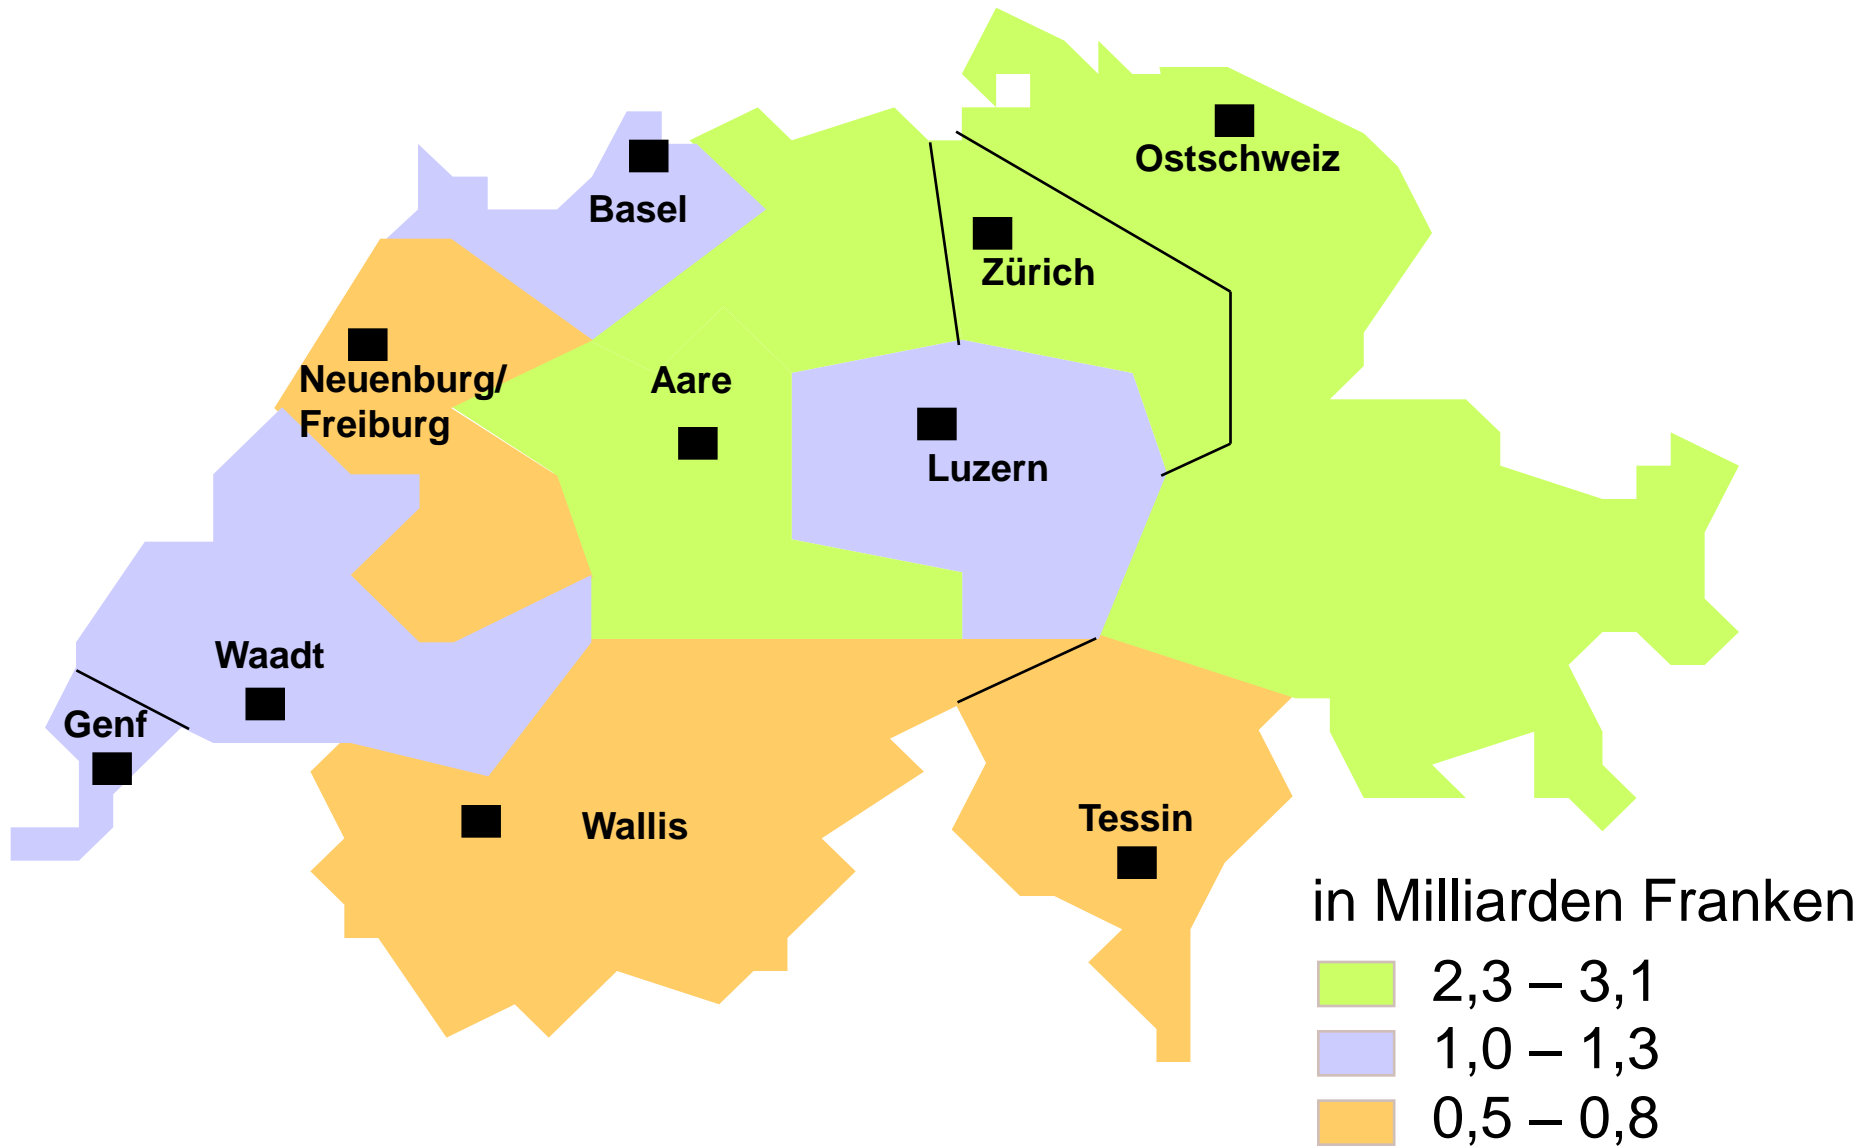 Ostschweiz
Basel
Zürich
Neuenburg/
Freiburg
Aare
Luzern
Waadt
Genf
Wallis
Tessin
in Milliarden Franken
2,3 – 3,1
1,0 – 1,3
0,5 – 0,8